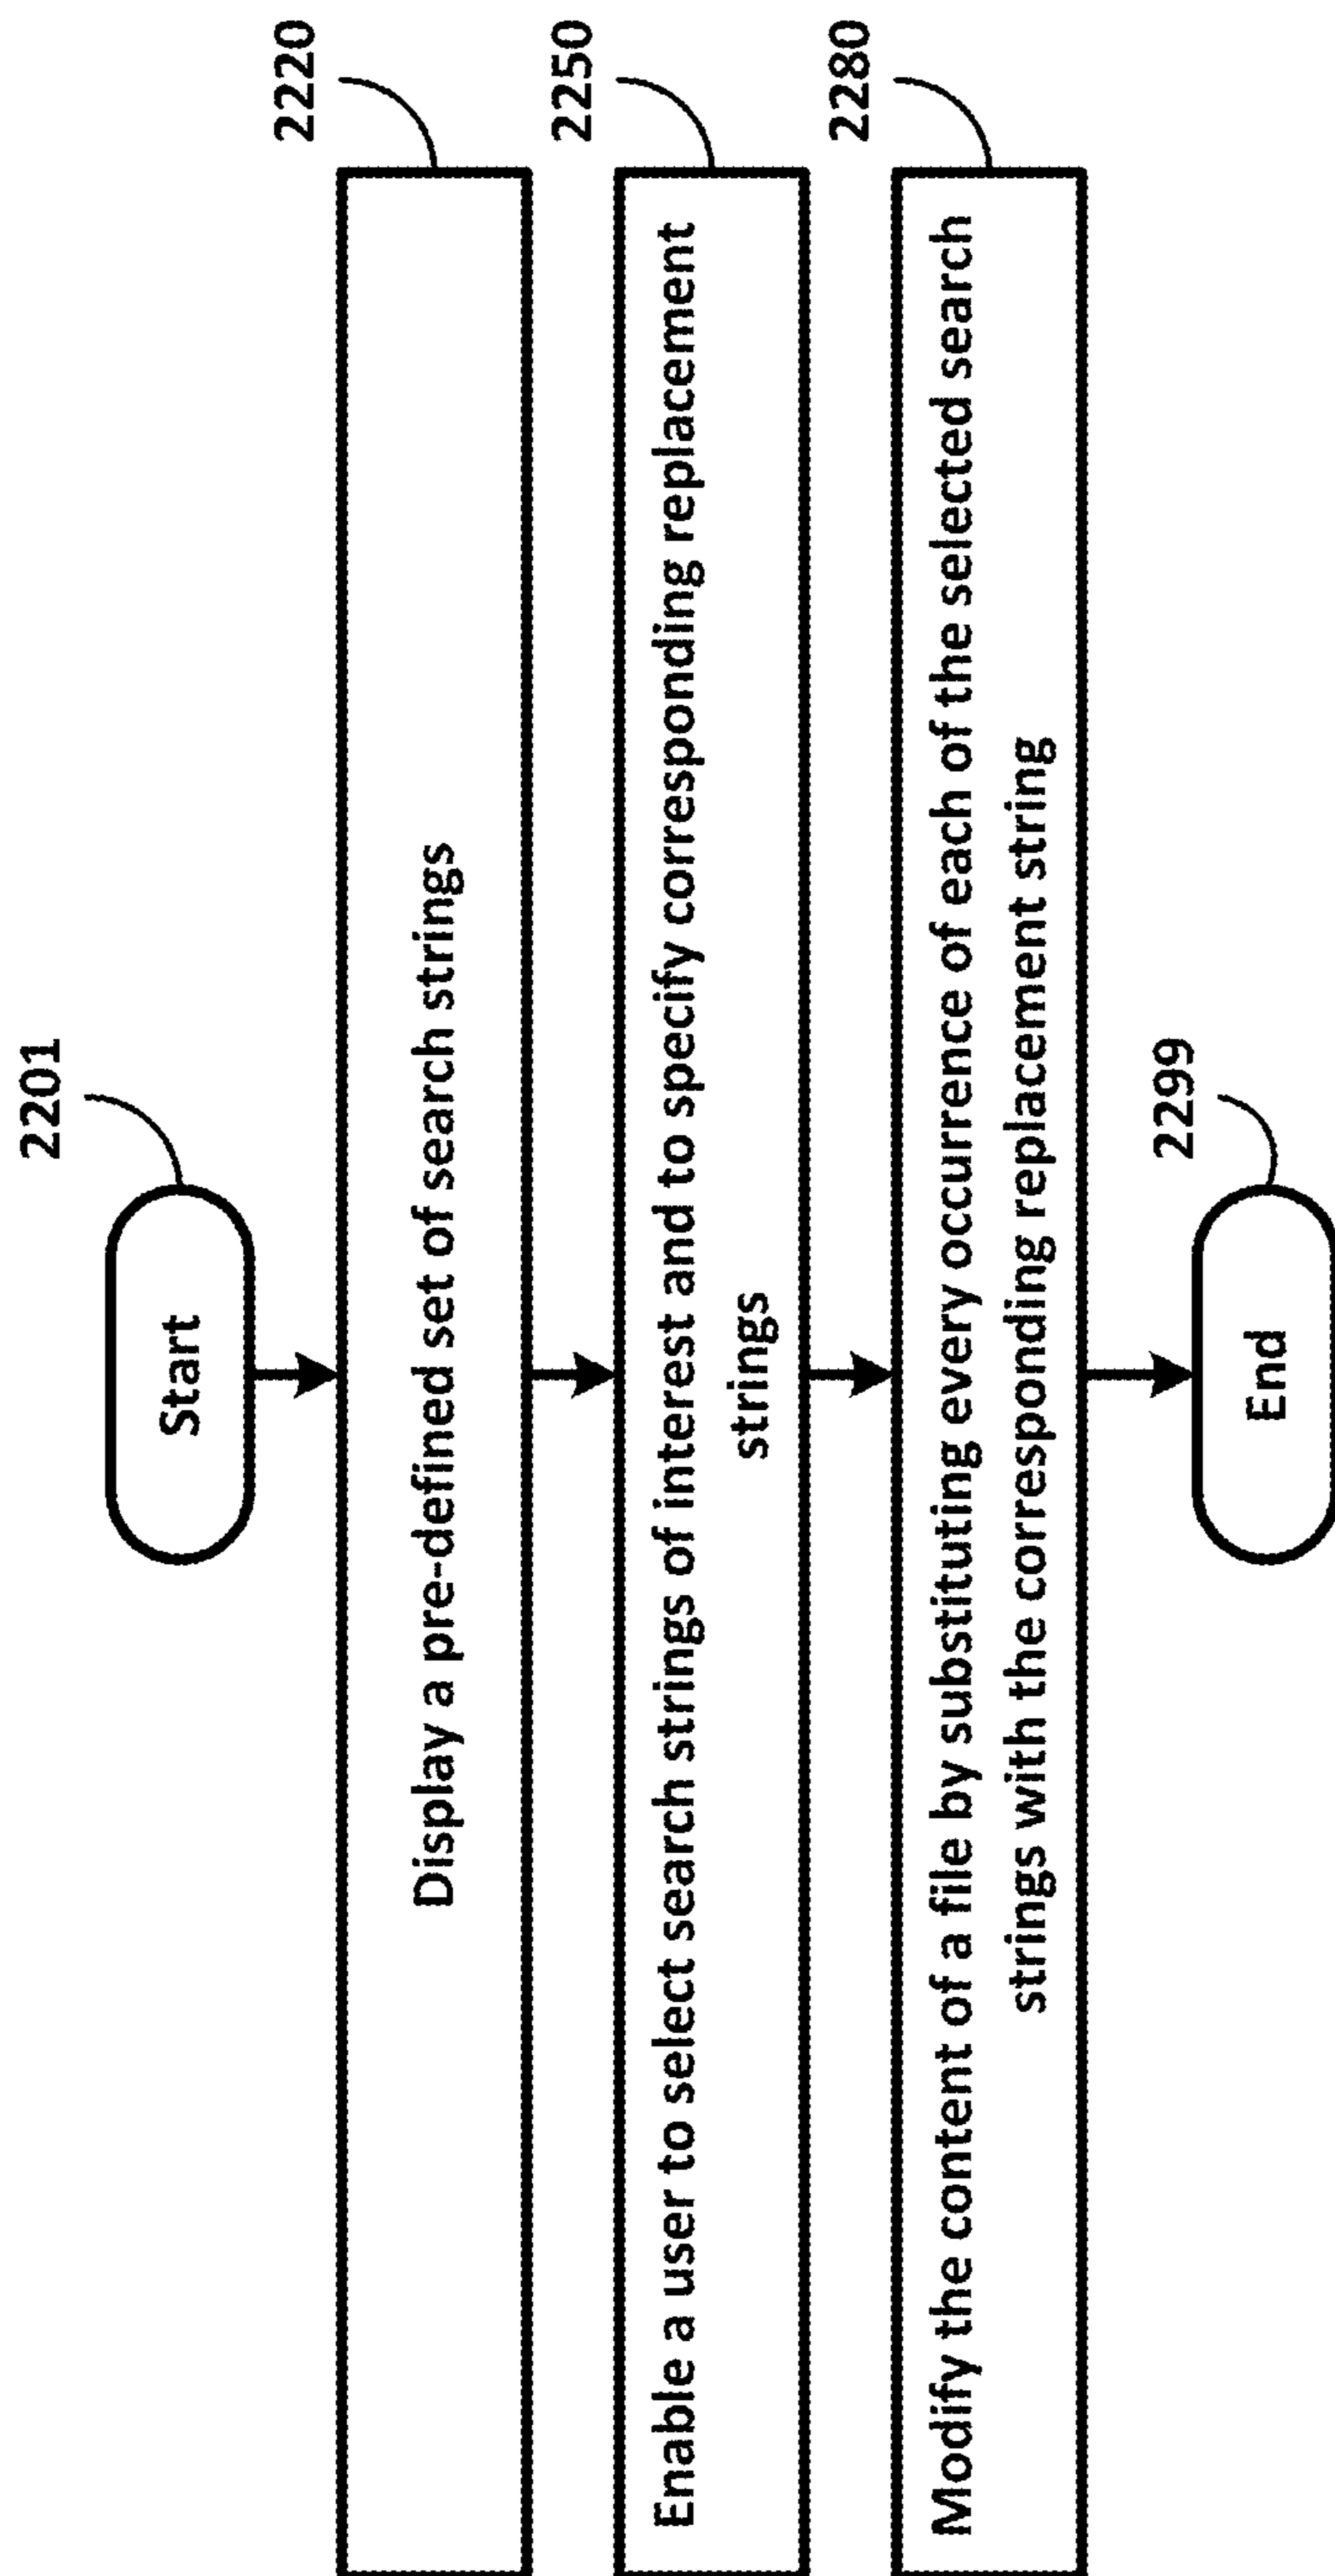 2201
Start
2220
Display a pre-defined set of search strings
2250
Enable a user to select search strings of interest and to specify corresponding replacement
strings
2280
Modify the content of a file by substituting every occurrence of each of the selected search
strings with the corresponding replacement string
2299
End